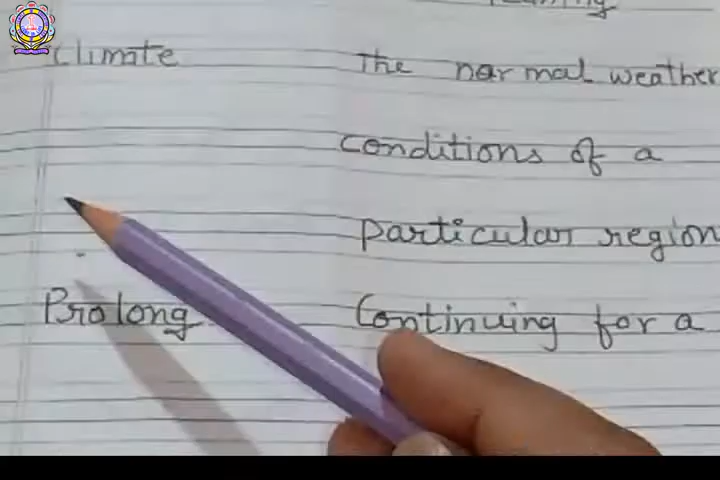 Climate The normal weather
conditions of a
particular region
Prolong Continuing for a